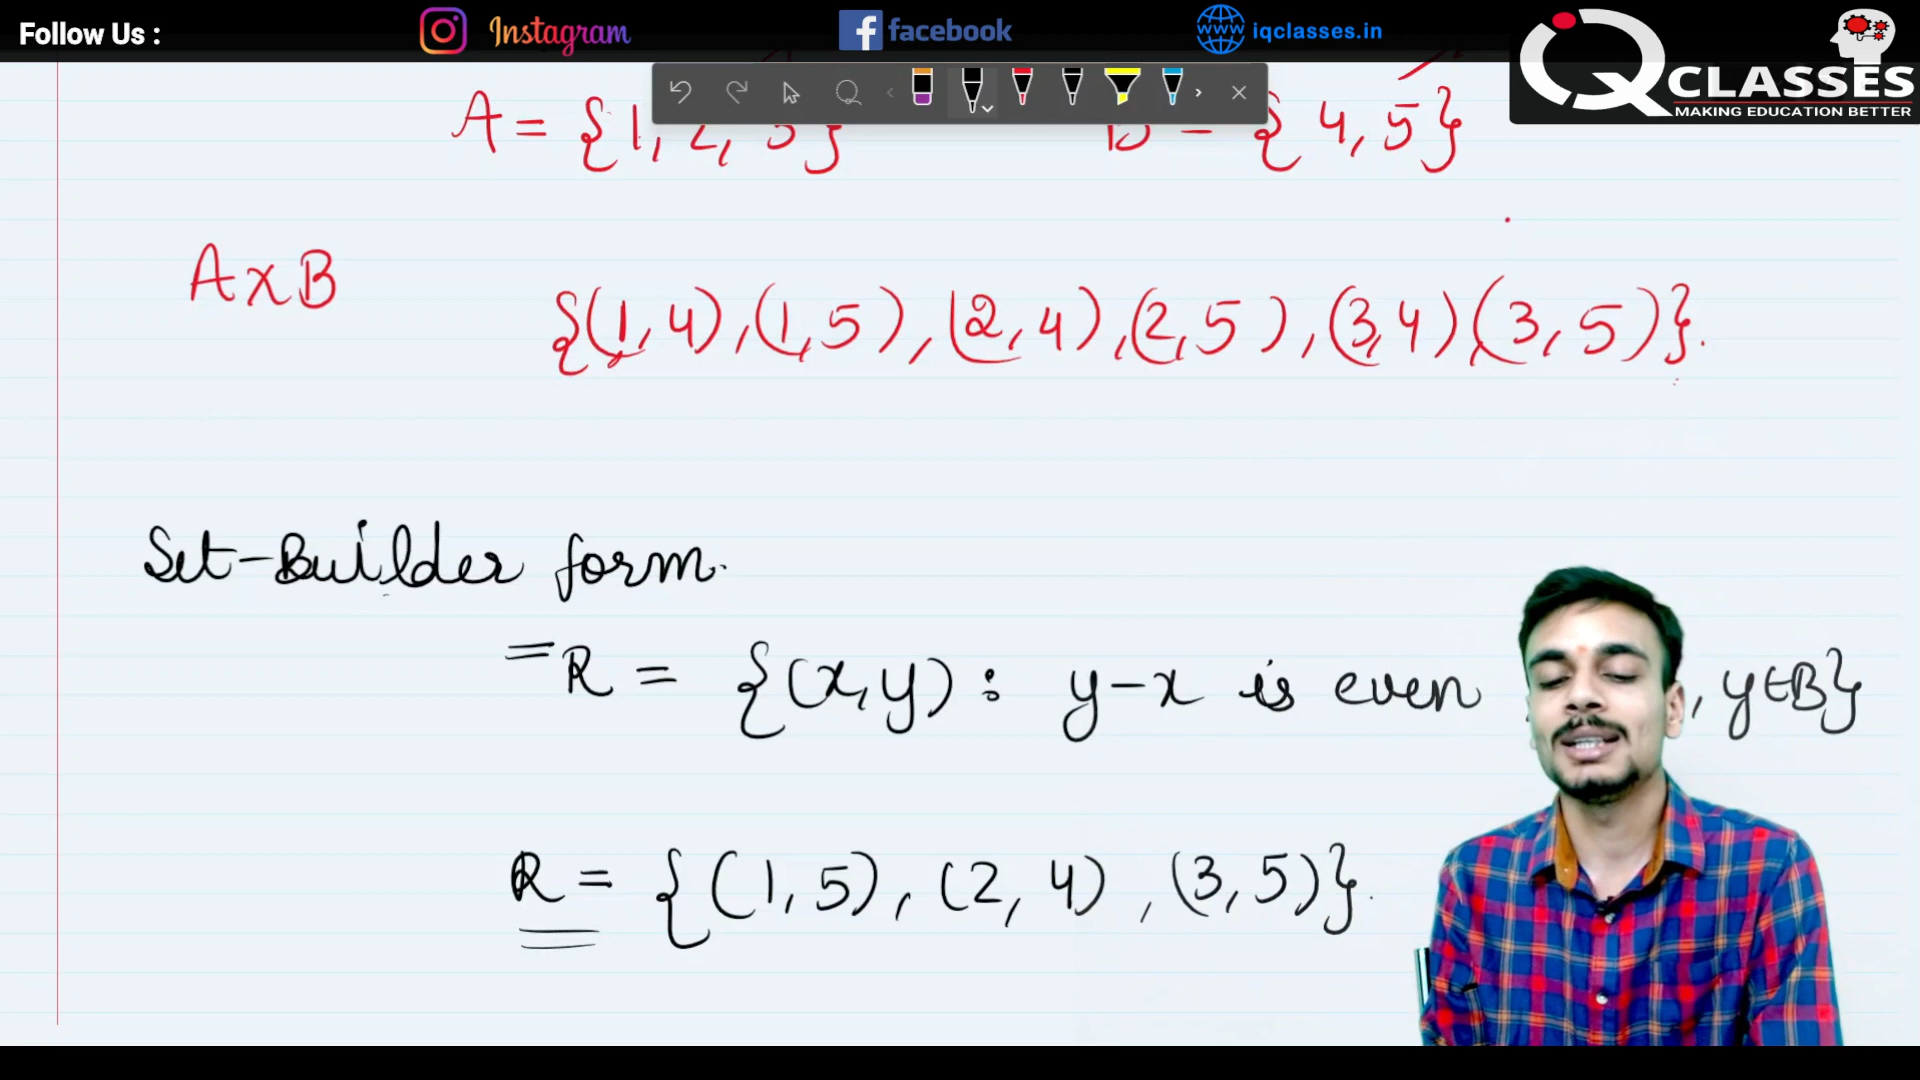 Follow Us : Instagram facebook www iqclasses.in
IQ CLASSES
MAKING EDUCATION BETTER
A = {1, 2, 3} B = {4, 5}
A×B {(1,4),(1,5),(2,4),(2,5),(3,4)(3,5)}.
Set-Builder form.
= R = {(x,y) : y-x is even , y∈B}
R = {(1,5), (2,4), (3,5)}.